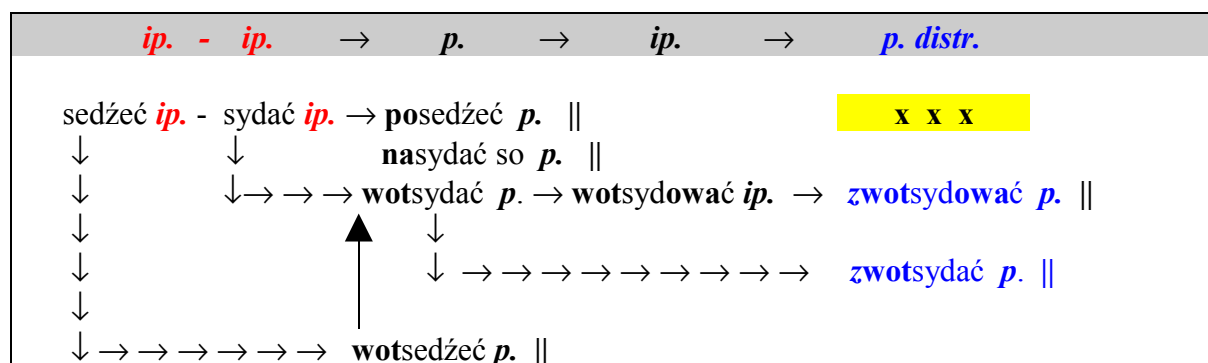 ip. - ip. → p. → ip. → p. distr.
sedźeć ip. - sydać ip. → posedźeć p. || x x x
↓ ↓ nasydać so p. ||
↓ ↓→ → → wotsydać p. → wotsydować ip. → zwotsydować p. ||
↓ ↓
↓ ↓ → → → → → → → → → zwotsydać p. ||
↓
↓ → → → → → → wotsedźeć p. ||